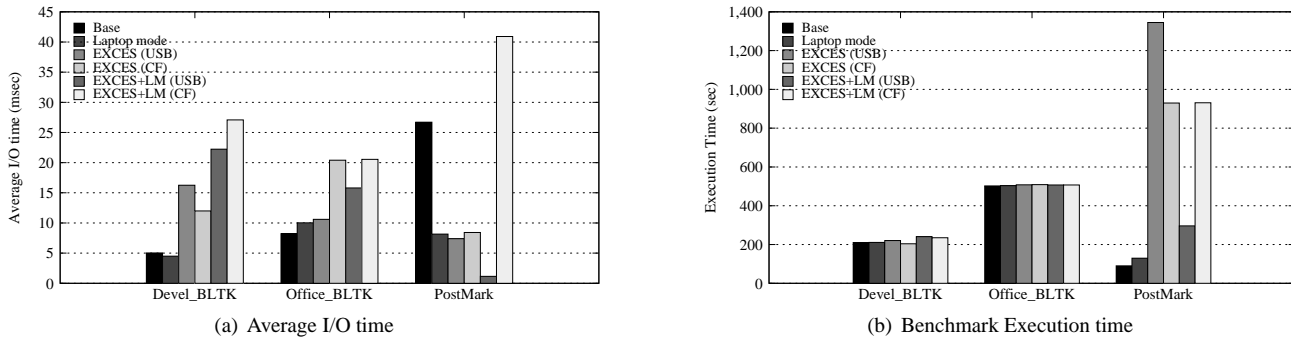 45
40
35
30
25
20
15
10
5
0
Average I/O time (msec)
Base
Laptop mode
EXCES (USB)
EXCES (CF)
EXCES+LM (USB)
EXCES+LM (CF)
Devel_BLTK Office_BLTK PostMark
(a) Average I/O time
1,400
1,200
1,000
800
600
400
200
0
Execution Time (sec)
Base
Laptop mode
EXCES (USB)
EXCES (CF)
EXCES+LM (USB)
EXCES+LM (CF)
Devel_BLTK Office_BLTK PostMark
(b) Benchmark Execution time